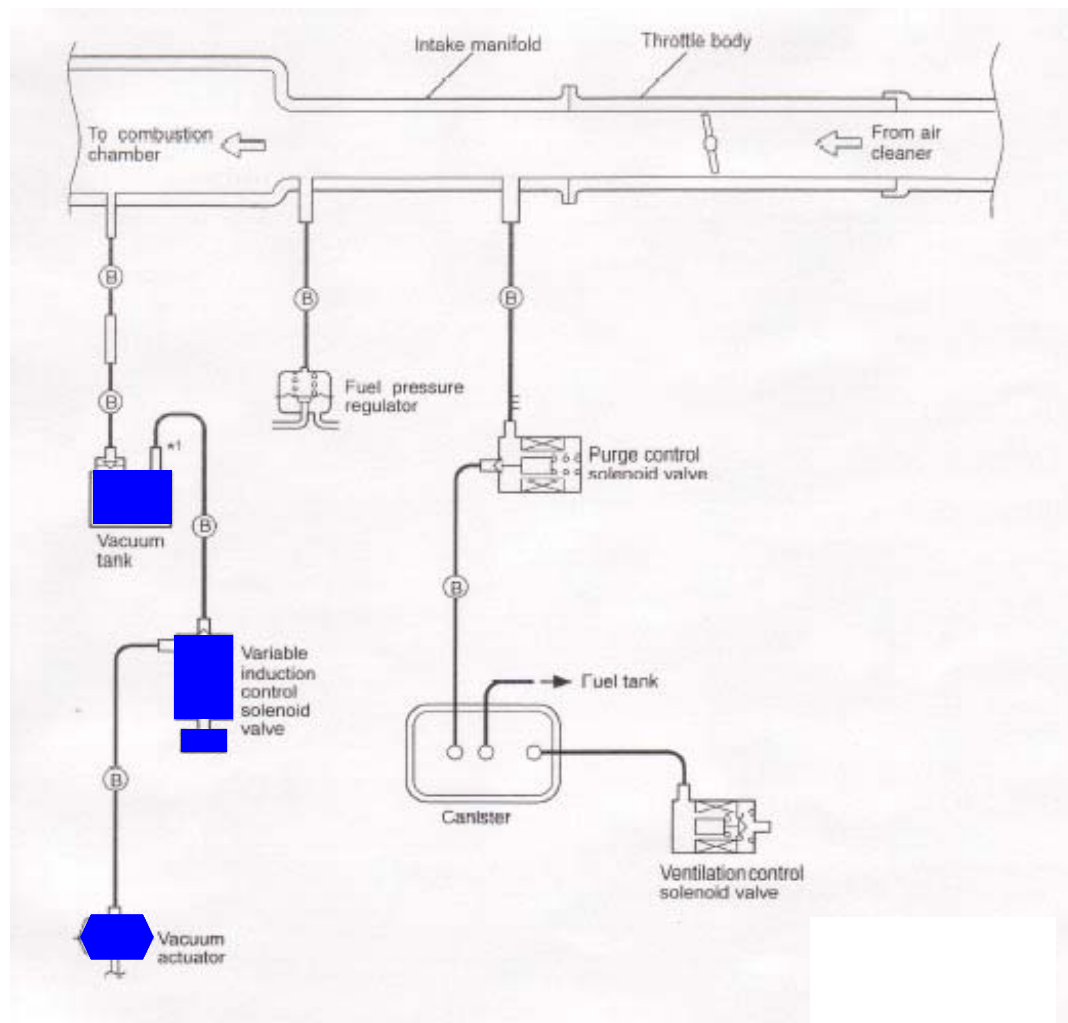 Intake manifold
Throttle body
To combustion
chamber
From air
cleaner
B
B
B
Fuel pressure
regulator
B
*1
Purge control
solenoid valve
B
Vacuum
tank
B
Variable
induction
control
solenoid
valve
Fuel tank
B
Canister
Ventilation control
solenoid valve
Vacuum
actuator